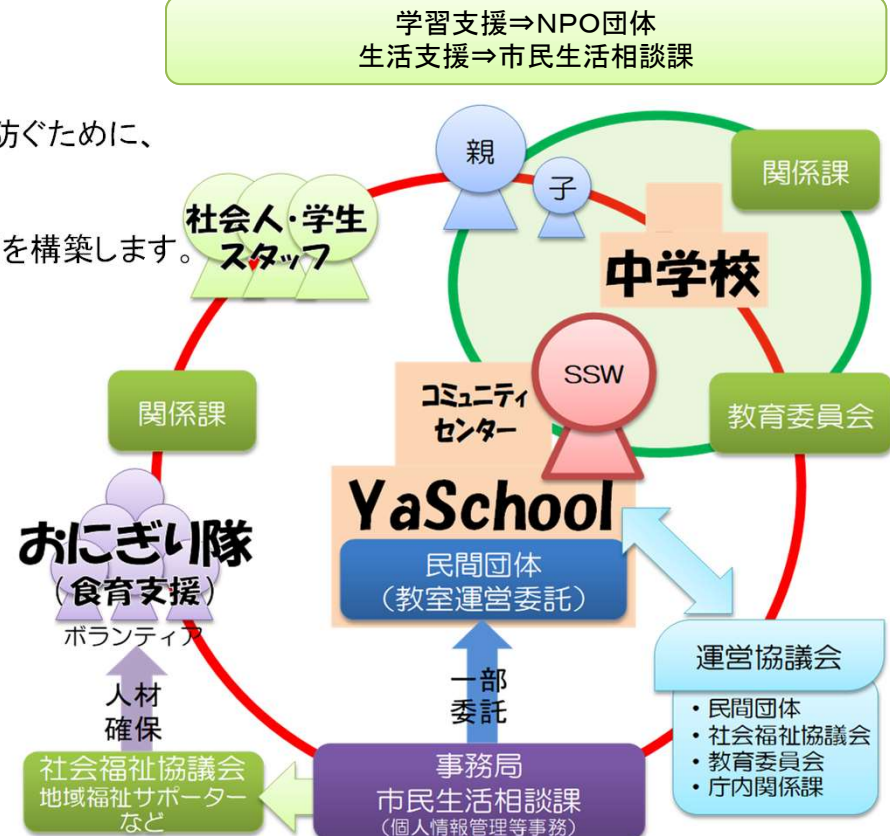 学習支援⇒NPO団体
生活支援⇒市民生活相談課
防ぐために、
を構築します。
親
子
関係課
社会人・学生
スタッフ
中学校
SSW
コミュニティ
センター
関係課
教育委員会
YaSchool
民間団体
(教室運営委託)
おにぎり隊
(食育支援)
ボランティア
運営協議会
・民間団体
・社会福祉協議会
・教育委員会
・庁内関係課
人材
確保
一部
委託
社会福祉協議会
地域福祉サポーター
など
事務局
市民生活相談課
(個人情報管理等事務)